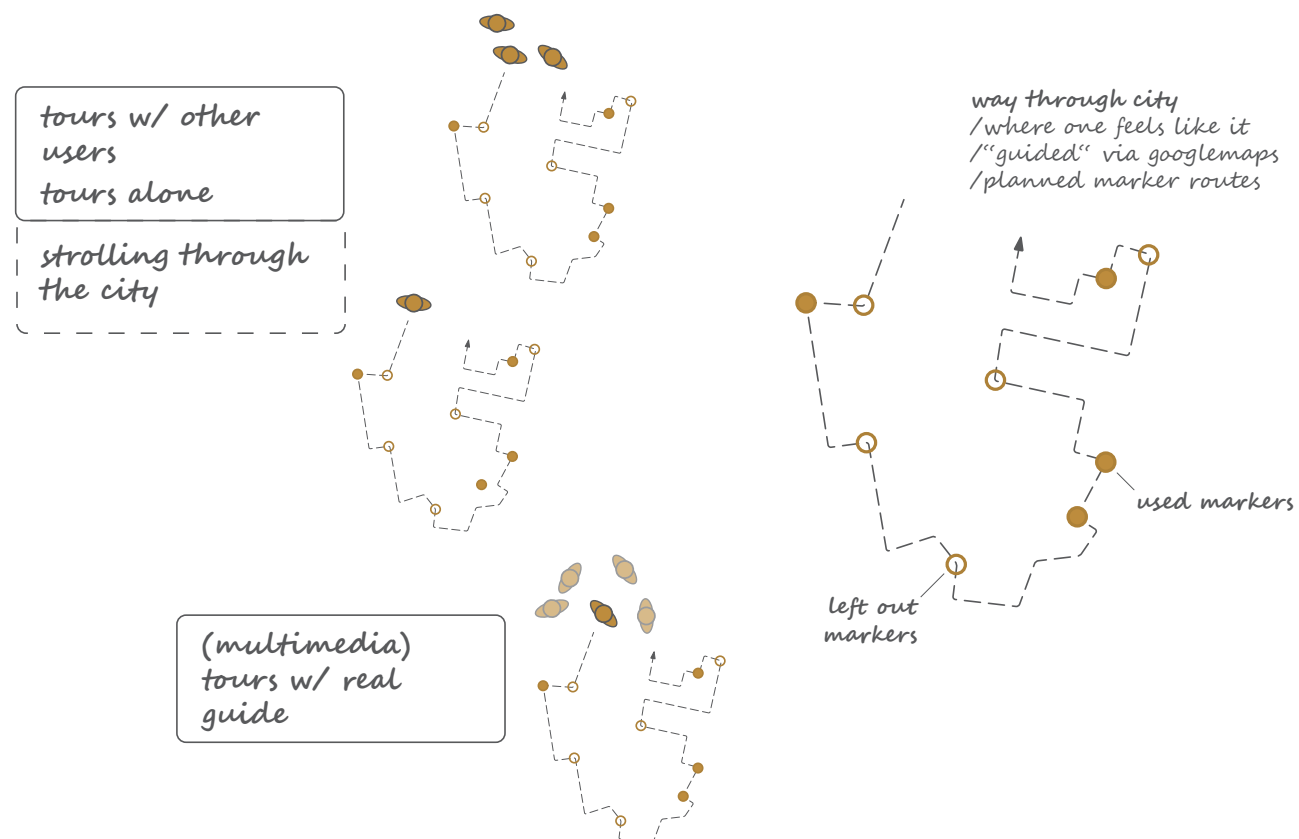 tours w/ other
users
tours alone
strolling through
the city
way through city
/where one feels like it
/“guided“ via googlemaps
/planned marker routes
used markers
left out
markers
(multimedia)
tours w/ real
guide